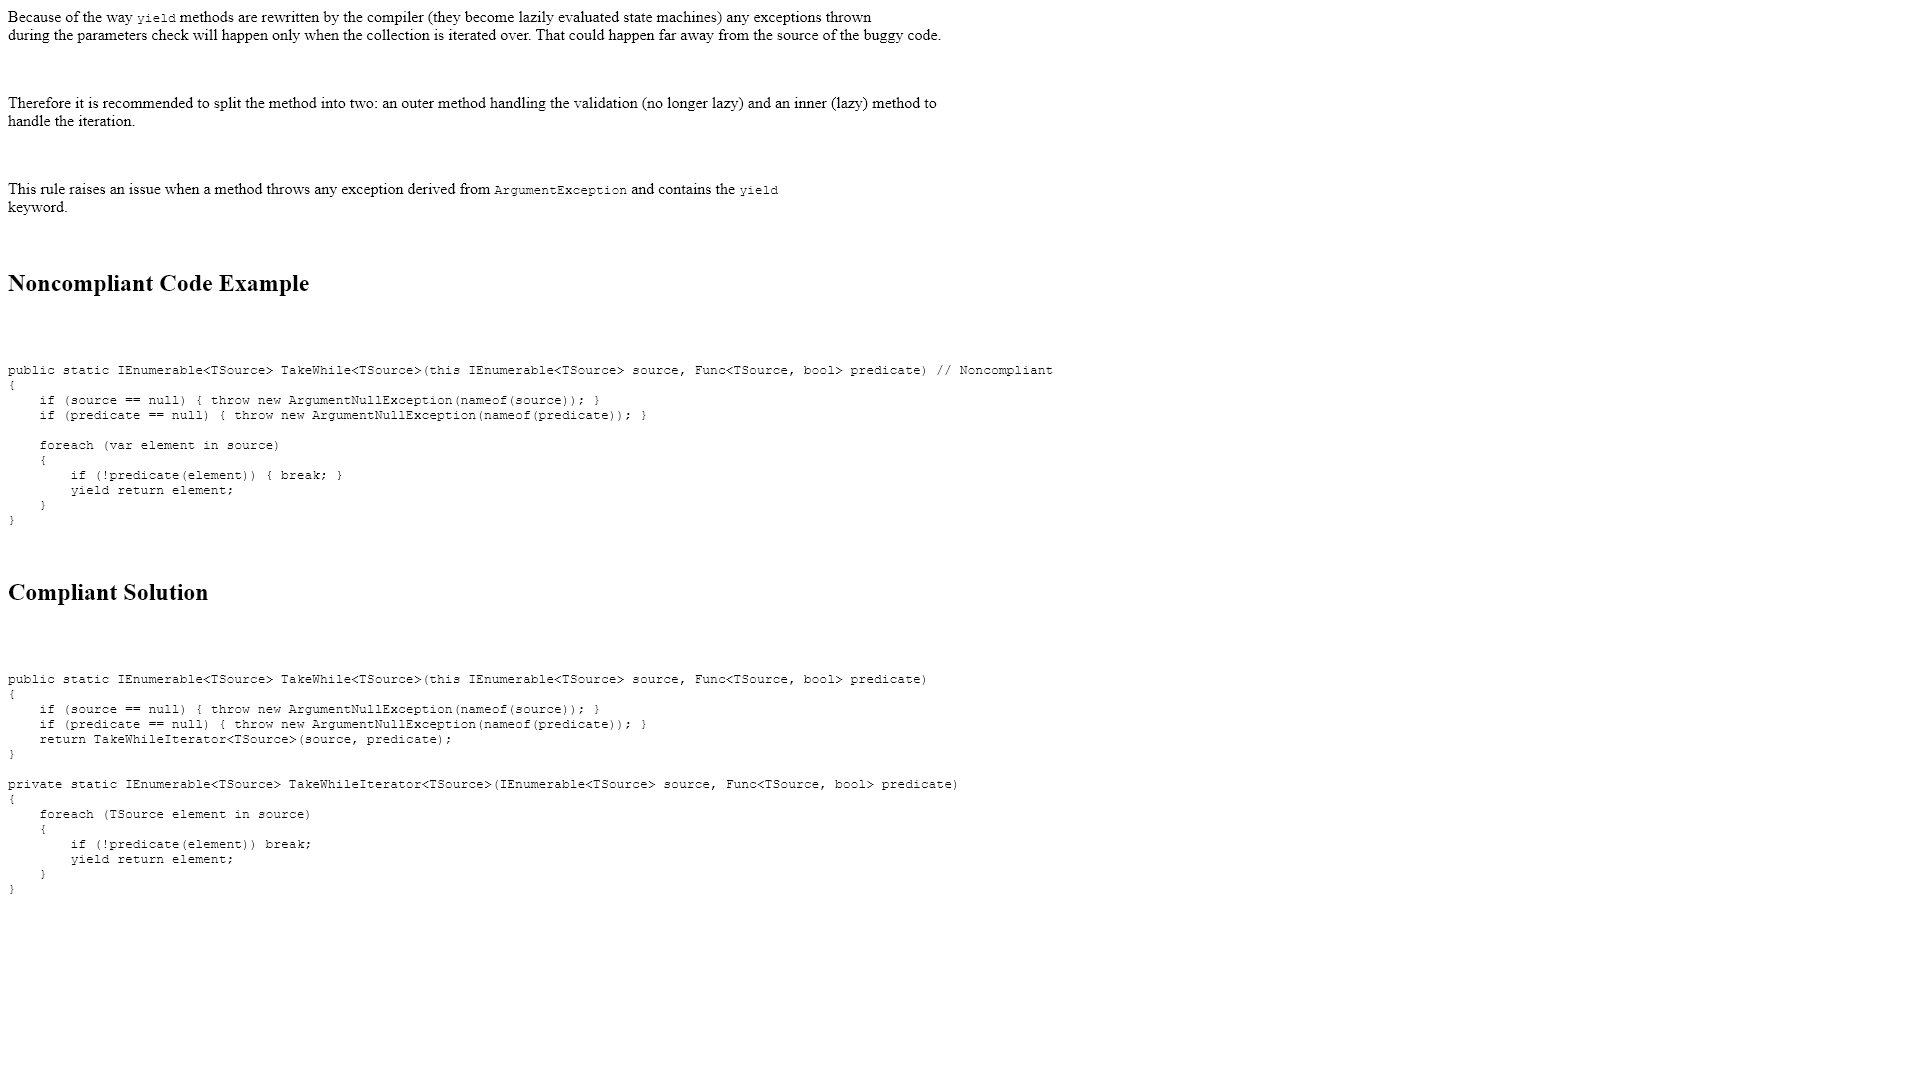 Because of the way yield methods are rewritten by the compiler (they become lazily evaluated state machines) any exceptions thrown
during the parameters check will happen only when the collection is iterated over. That could happen far away from the source of the buggy code.
Therefore it is recommended to split the method into two: an outer method handling the validation (no longer lazy) and an inner (lazy) method to
handle the iteration.
This rule raises an issue when a method throws any exception derived from ArgumentException and contains the yield
keyword.
Noncompliant Code Example
public static IEnumerable<TSource> TakeWhile<TSource>(this IEnumerable<TSource> source, Func<TSource, bool> predicate) // Noncompliant
{
    if (source == null) { throw new ArgumentNullException(nameof(source)); }
    if (predicate == null) { throw new ArgumentNullException(nameof(predicate)); }
    foreach (var element in source)
    {
        if (!predicate(element)) { break; }
        yield return element;
    }
}
Compliant Solution
public static IEnumerable<TSource> TakeWhile<TSource>(this IEnumerable<TSource> source, Func<TSource, bool> predicate)
{
    if (source == null) { throw new ArgumentNullException(nameof(source)); }
    if (predicate == null) { throw new ArgumentNullException(nameof(predicate)); }
    return TakeWhileIterator<TSource>(source, predicate);
}
private static IEnumerable<TSource> TakeWhileIterator<TSource>(IEnumerable<TSource> source, Func<TSource, bool> predicate)
{
    foreach (TSource element in source)
    {
        if (!predicate(element)) break;
        yield return element;
    }
}